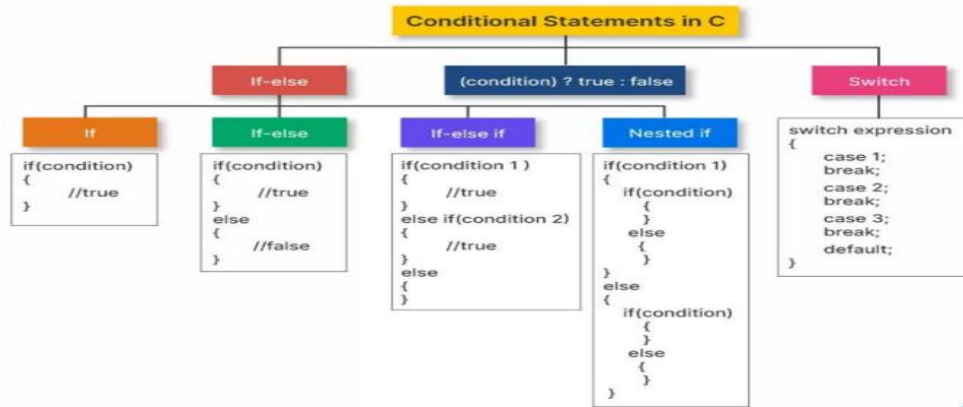 Conditional Statements in C
If-else
(condition) ? true : false
Switch
If
If-else
If-else if
Nested if
if(condition)
{
//true
}
if(condition)
{
//true
}
else
{
//false
}
if(condition 1 )
{
//true
}
else if(condition 2)
{
//true
}
else
{
}
if(condition 1)
{
if(condition)
{
}
else
{
}
}
else
{
if(condition)
{
}
else
{
}
}
switch expression
{
case 1;
break;
case 2;
break;
case 3;
break;
default;
}